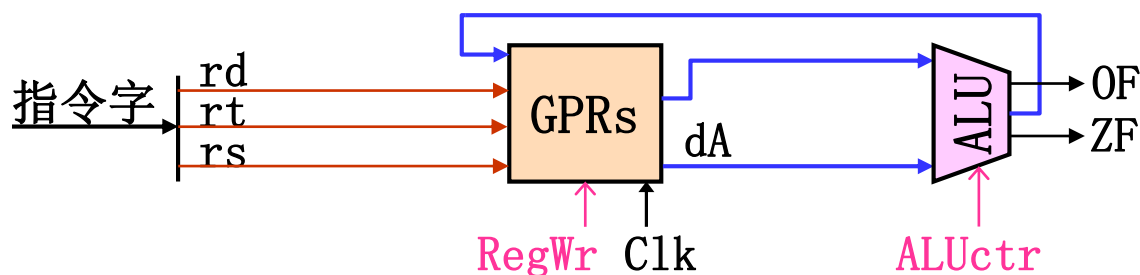 指令字
rd
rt
rs
GPRs
dA
ALU
OF
ZF
RegWr
Clk
ALUctr